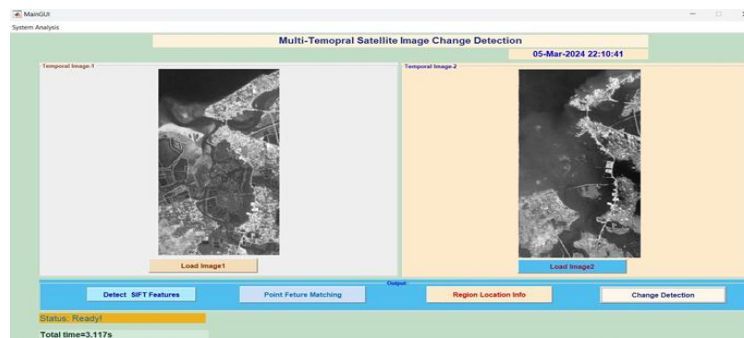 MainGUI
System Analysis
Multi-Temopral Satellite Image Change Detection
05-Mar-2024 22:10:41
Temporal Image-1
Temporal Image-2
Load Image1
Load Image2
Output
Detect SIFT Features
Point Feture Matching
Region Location Info
Change Detection
Status: Ready!
Total time=3.117s